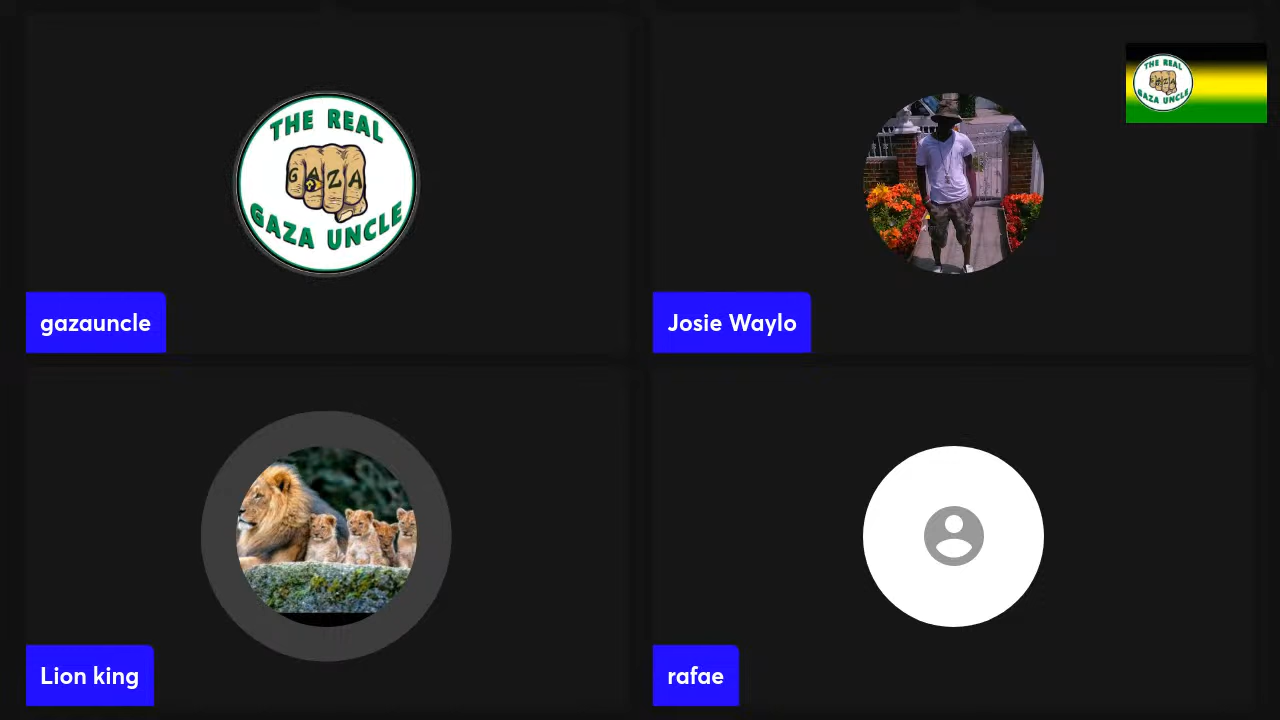 THE REAL
GAZA
GAZA UNCLE
gazauncle
Josie Waylo
THE REAL
GAZA
GAZA UNCLE
Lion king
rafae